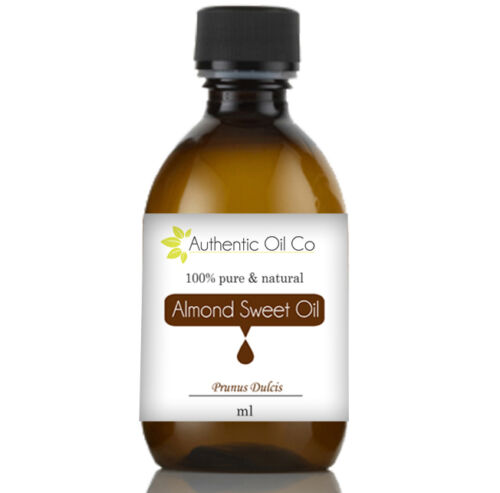 Authentic Oil Co
100% pure & natural
Almond Sweet Oil
Prunus Dulcis
ml